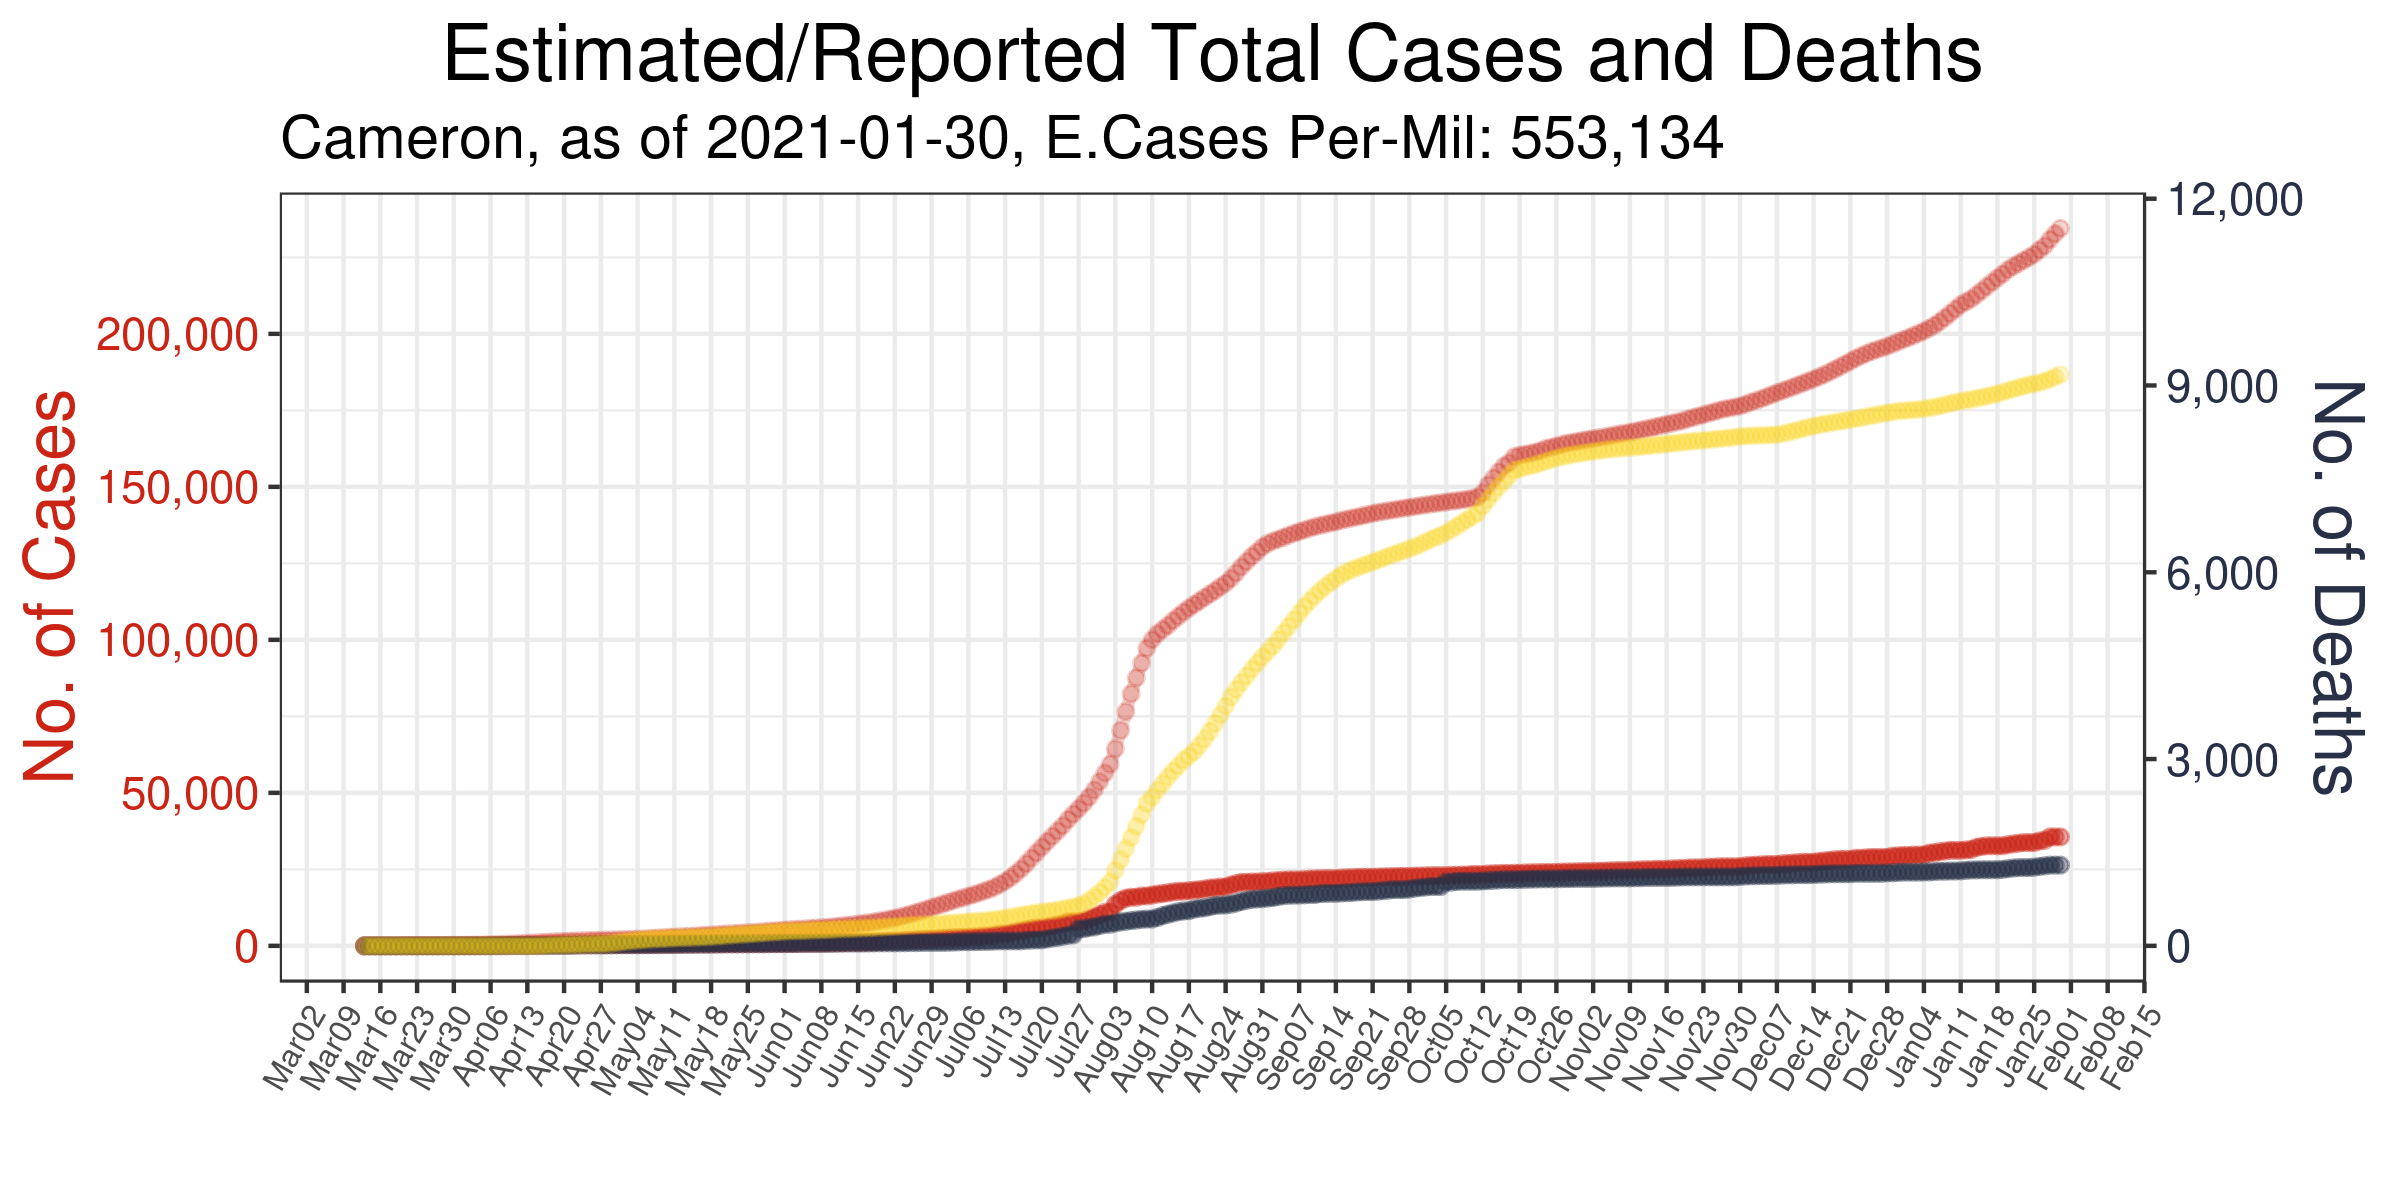 Estimated/Reported Total Cases and Deaths
Cameron, as of 2021-01-30, E.Cases Per-Mil: 553,134
No. of Cases
200,000
150,000
100,000
50,000
0
12,000
9,000
6,000
3,000
0
No. of Deaths
Mar02
Mar09
Mar16
Mar23
Mar30
Apr06
Apr13
Apr20
Apr27
May04
May11
May18
May25
Jun01
Jun08
Jun15
Jun22
Jun29
Jul06
Jul13
Jul20
Jul27
Aug03
Aug10
Aug17
Aug24
Aug31
Sep07
Sep14
Sep21
Sep28
Oct05
Oct12
Oct19
Oct26
Nov02
Nov09
Nov16
Nov23
Nov30
Dec07
Dec14
Dec21
Dec28
Jan04
Jan11
Jan18
Jan25
Feb01
Feb08
Feb15